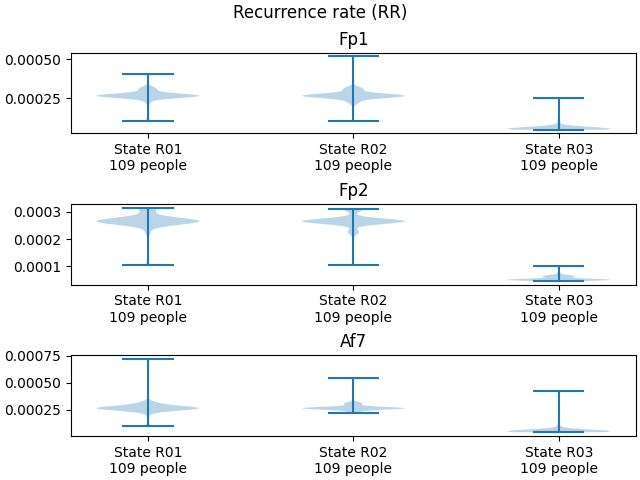 Recurrence rate (RR)
Fp1
0.00050
0.00025
State R01 State R02 State R03
109 people 109 people 109 people
Fp2
0.0003
0.0002
0.0001
State R01 State R02 State R03
109 people 109 people 109 people
Af7
0.00075
0.00050
0.00025
State R01 State R02 State R03
109 people 109 people 109 people